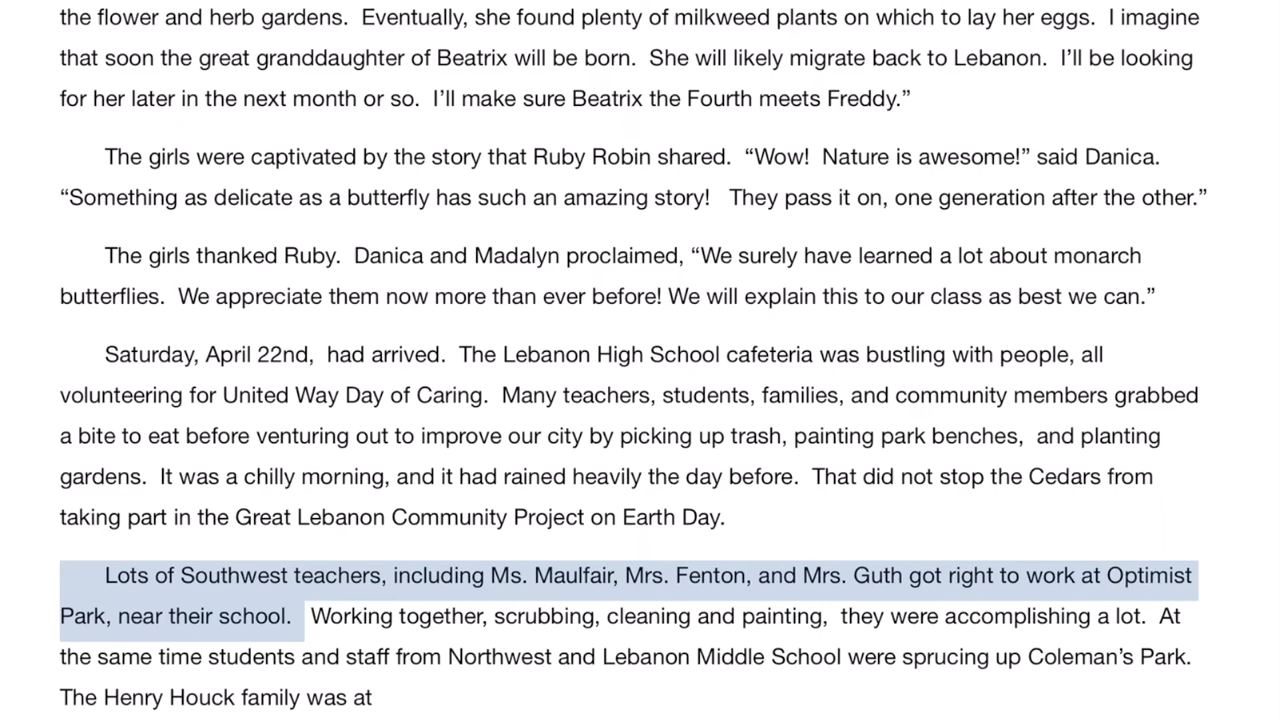 the flower and herb gardens.  Eventually, she found plenty of milkweed plants on which to lay her eggs.  I imagine
that soon the great granddaughter of Beatrix will be born.  She will likely migrate back to Lebanon.  I’ll be looking
for her later in the next month or so.  I’ll make sure Beatrix the Fourth meets Freddy.”
The girls were captivated by the story that Ruby Robin shared.  “Wow!  Nature is awesome!” said Danica.
“Something as delicate as a butterfly has such an amazing story!   They pass it on, one generation after the other.”
The girls thanked Ruby.  Danica and Madalyn proclaimed, “We surely have learned a lot about monarch
butterflies.  We appreciate them now more than ever before! We will explain this to our class as best we can.”
Saturday, April 22nd,  had arrived.  The Lebanon High School cafeteria was bustling with people, all
volunteering for United Way Day of Caring.  Many teachers, students, families, and community members grabbed
a bite to eat before venturing out to improve our city by picking up trash, painting park benches,  and planting
gardens.  It was a chilly morning, and it had rained heavily the day before.  That did not stop the Cedars from
taking part in the Great Lebanon Community Project on Earth Day.
Lots of Southwest teachers, including Ms. Maulfair, Mrs. Fenton, and Mrs. Guth got right to work at Optimist
Park, near their school.   Working together, scrubbing, cleaning and painting,  they were accomplishing a lot.  At
the same time students and staff from Northwest and Lebanon Middle School were sprucing up Coleman’s Park.
The Henry Houck family was at